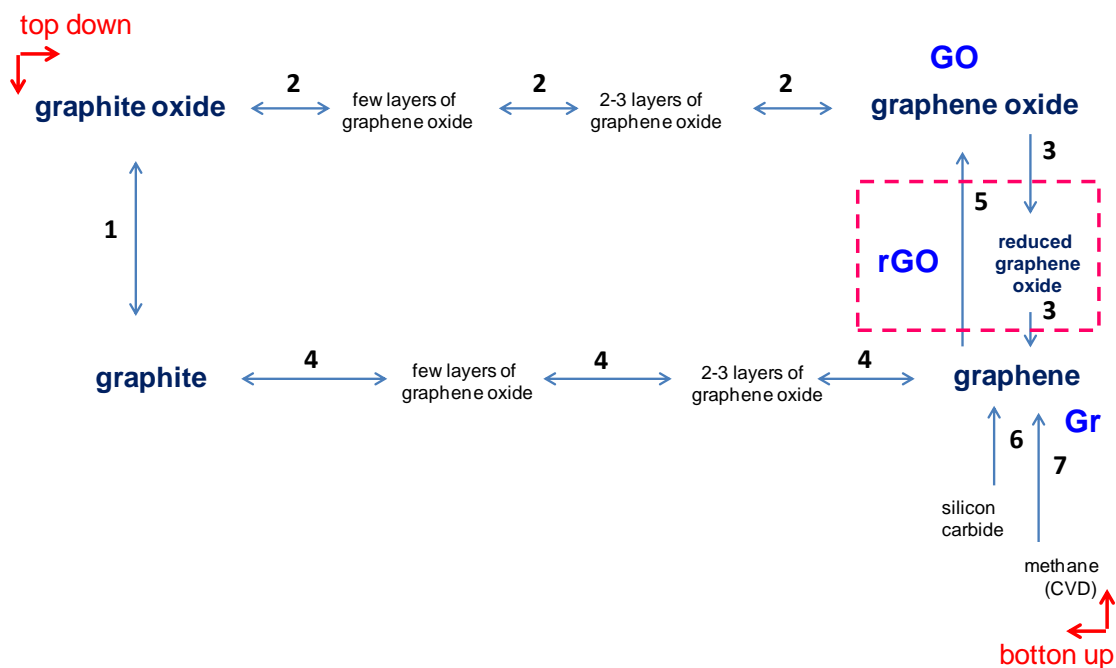 top down
GO
graphite oxide
2
few layers of
graphene oxide
2
2-3 layers of
graphene oxide
2
graphene oxide
3
5
1
rGO
reduced
graphene
oxide
3
graphite
4
few layers of
graphene oxide
4
2-3 layers of
graphene oxide
4
graphene
Gr
6
7
silicon
carbide
methane
(CVD)
botton up